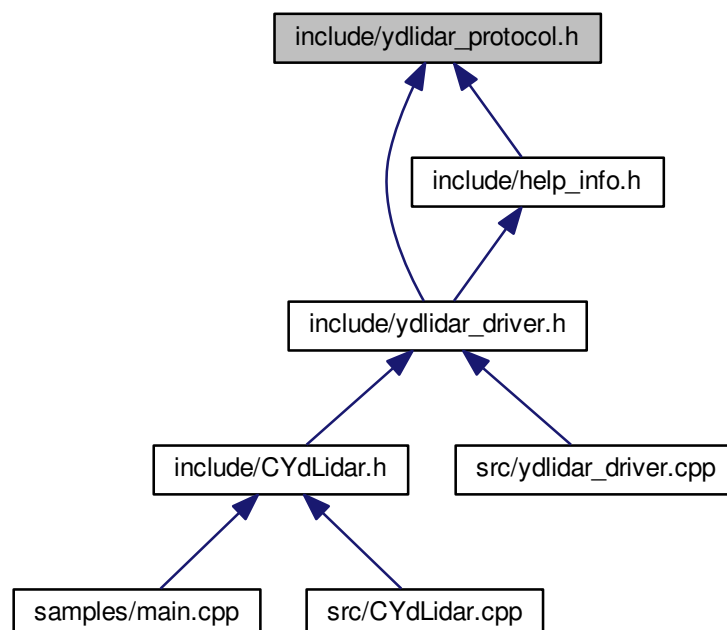 include/ydlidar_protocol.h
include/help_info.h
include/ydlidar_driver.h
include/CYdLidar.h
src/ydlidar_driver.cpp
samples/main.cpp
src/CYdLidar.cpp